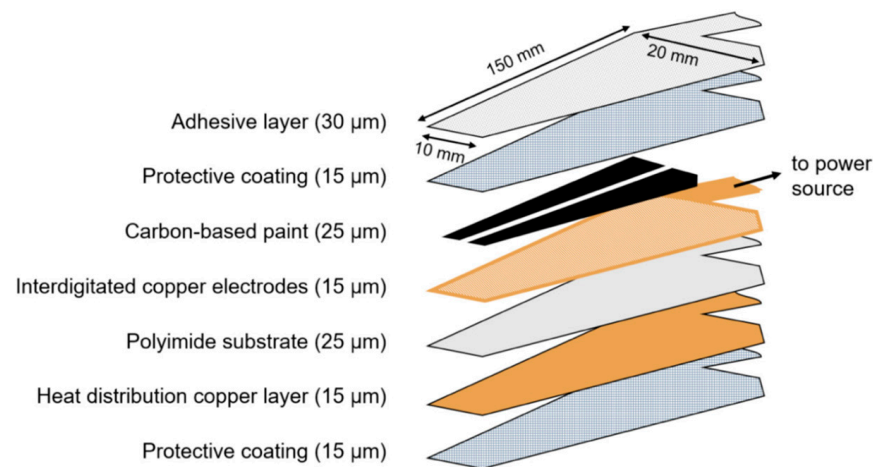 150 mm
20 mm
Adhesive layer (30 µm)
10 mm
Protective coating (15 µm)
to power
source
Carbon-based paint (25 µm)
Interdigitated copper electrodes (15 µm)
Polyimide substrate (25 µm)
Heat distribution copper layer (15 µm)
Protective coating (15 µm)